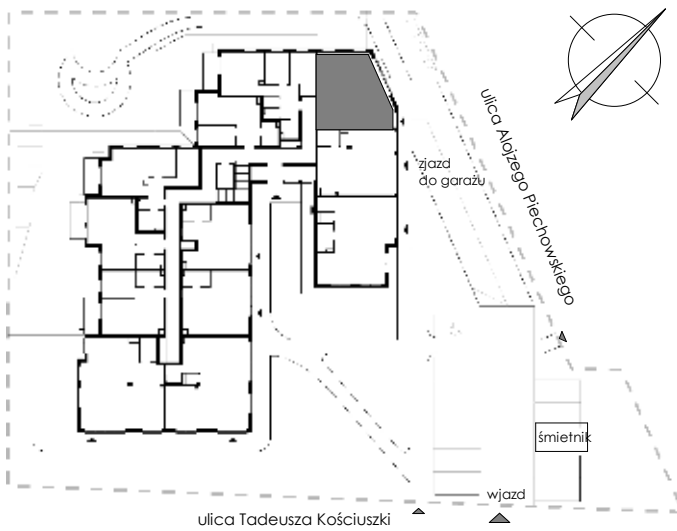 ulica Alojzego Piechowskiego
zjazd
do garażu
śmietnik
wjazd
ulica Tadeusza Kościuszki